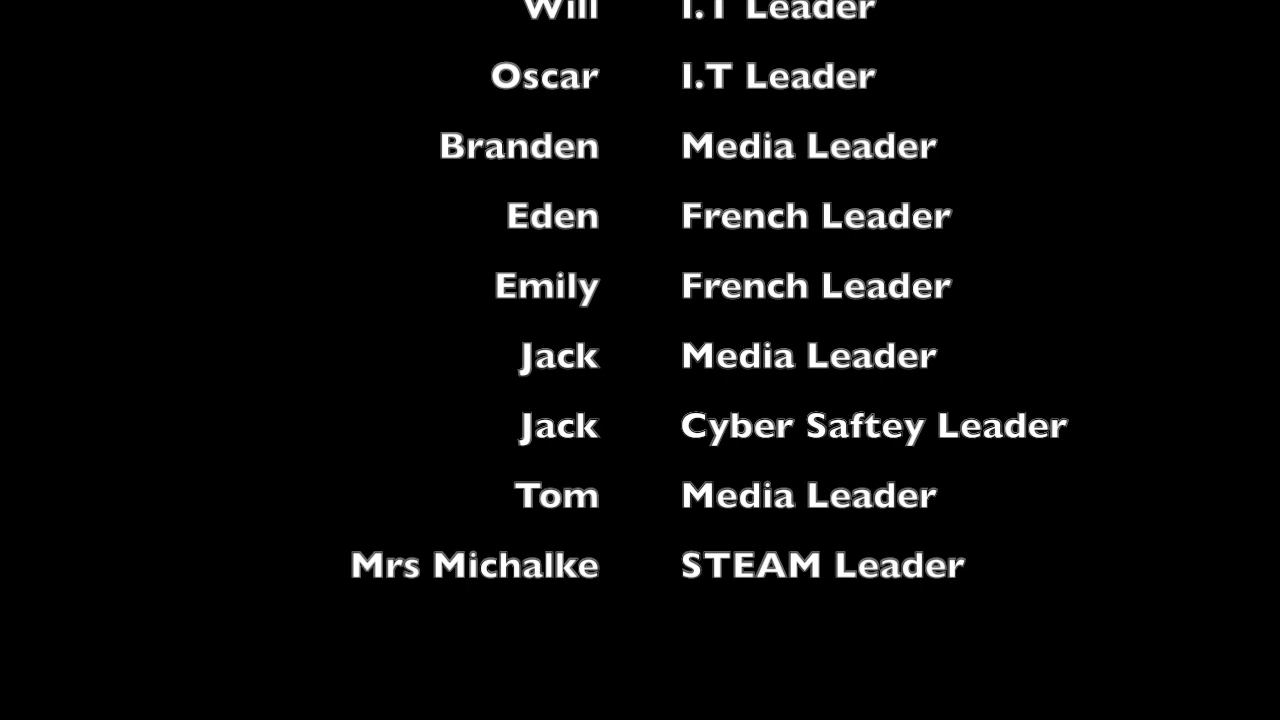 Will I.T Leader
Oscar I.T Leader
Branden Media Leader
Eden French Leader
Emily French Leader
Jack Media Leader
Jack Cyber Saftey Leader
Tom Media Leader
Mrs Michalke STEAM Leader